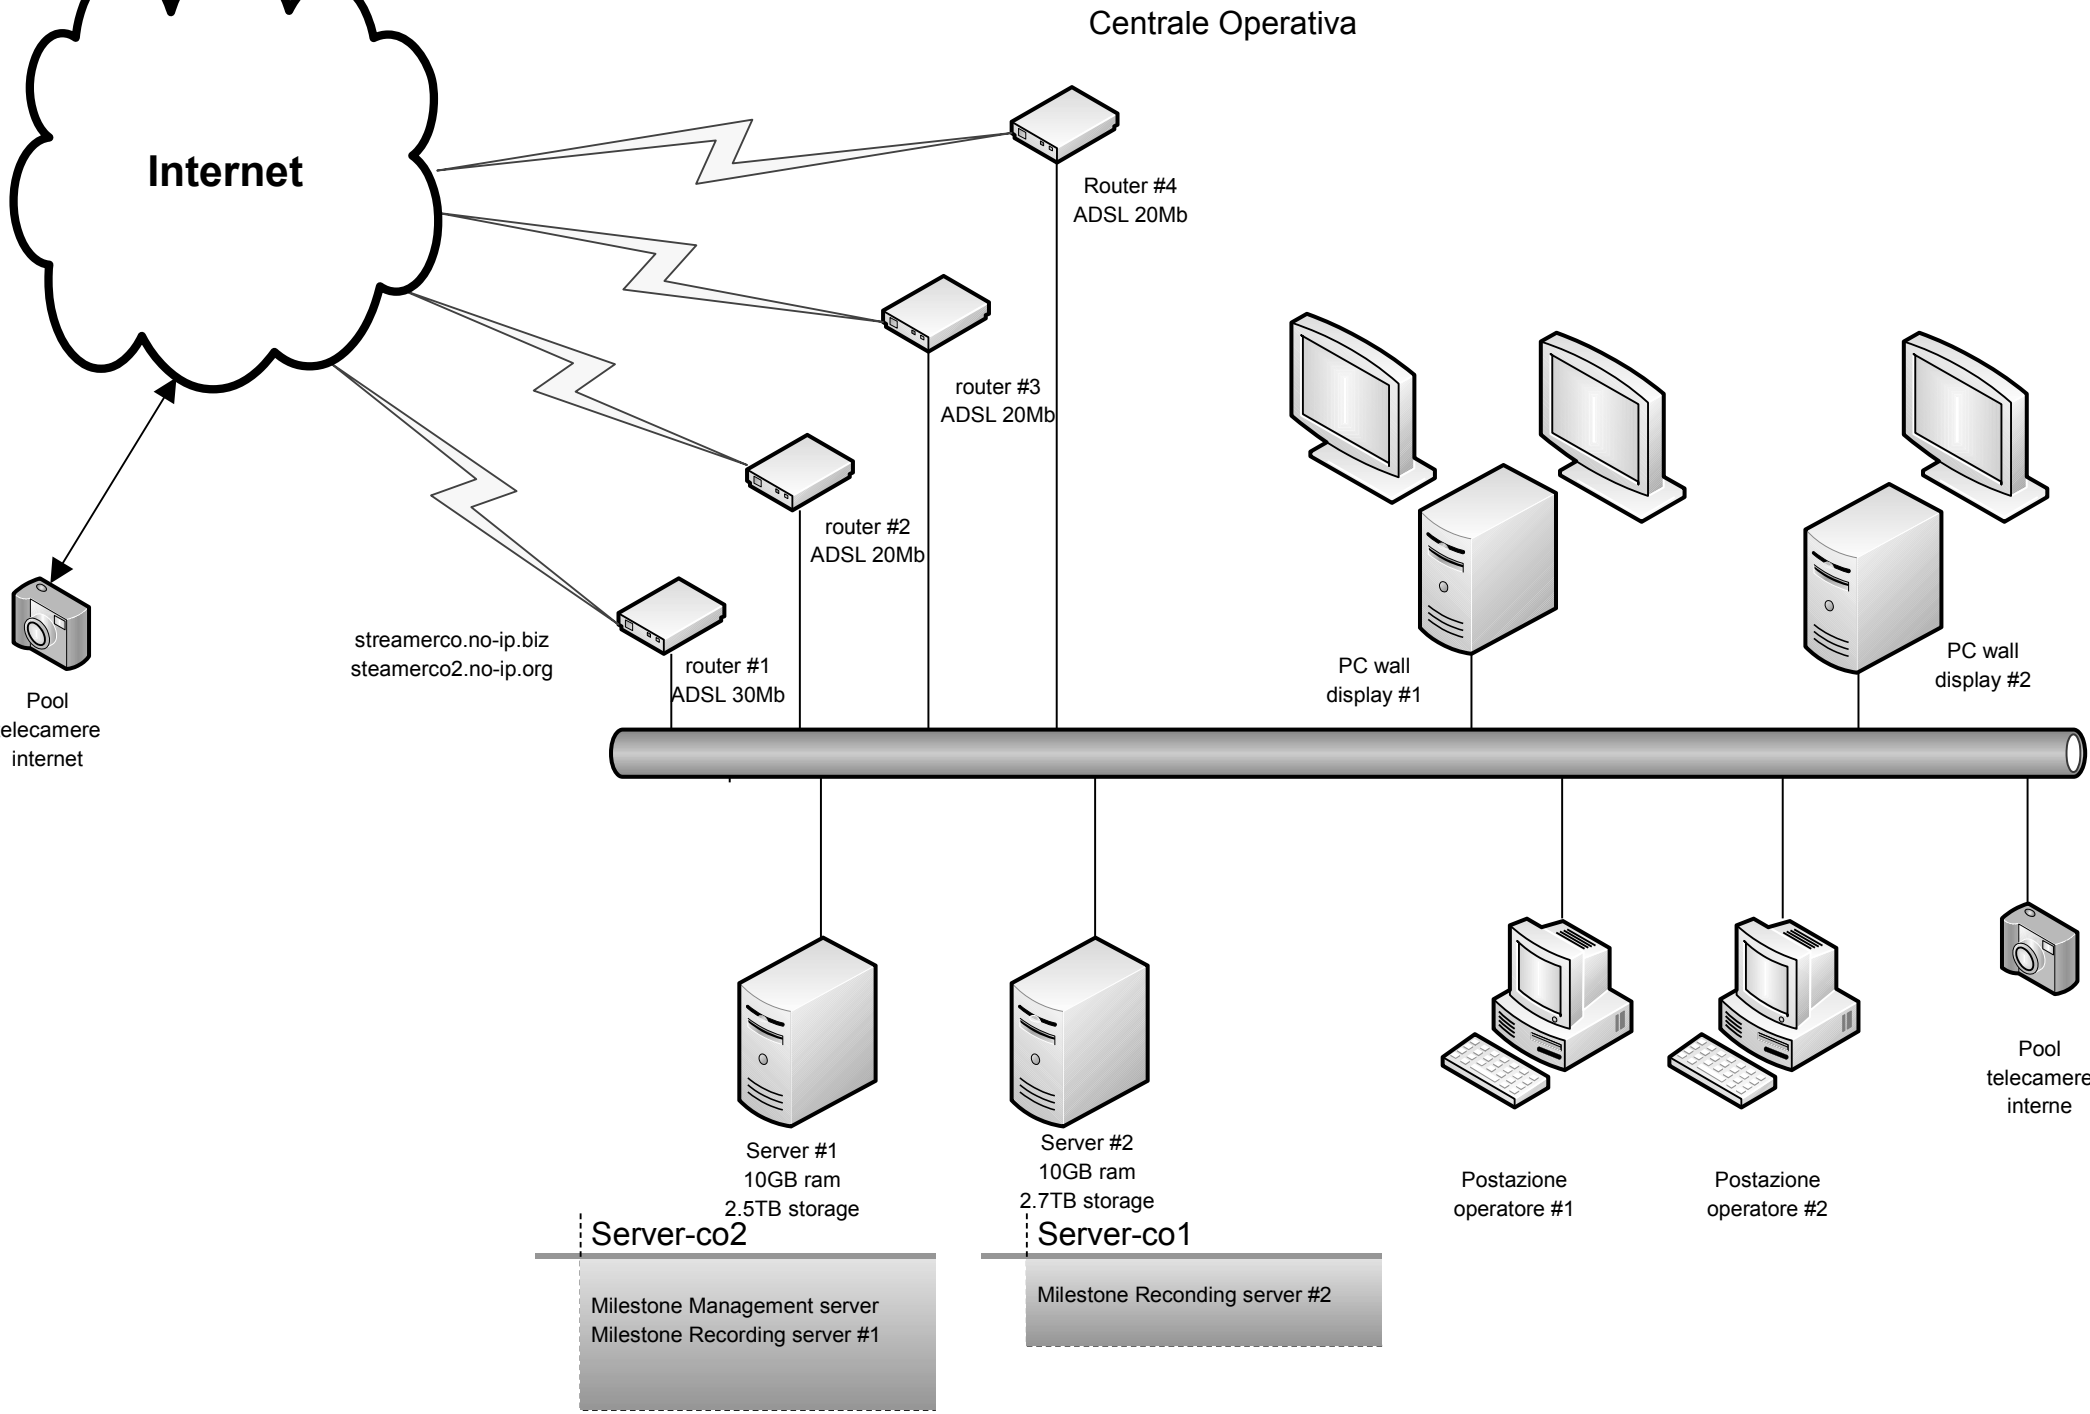 Centrale Operativa
Internet
Router #4
ADSL 20Mb
router #3
ADSL 20Mb
router #2
ADSL 20Mb
streamerco.no-ip.biz
steamerco2.no-ip.org
router #1
ADSL 30Mb
PC wall
display #1
PC wall
display #2
Pool
elecamere
internet
Server #1
10GB ram
2.5TB storage
Server-co2
Milestone Management server
Milestone Recording server #1
Server #2
10GB ram
2.7TB storage
Server-co1
Milestone Reconding server #2
Postazione
operatore #1
Postazione
operatore #2
Pool
telecamere
interne